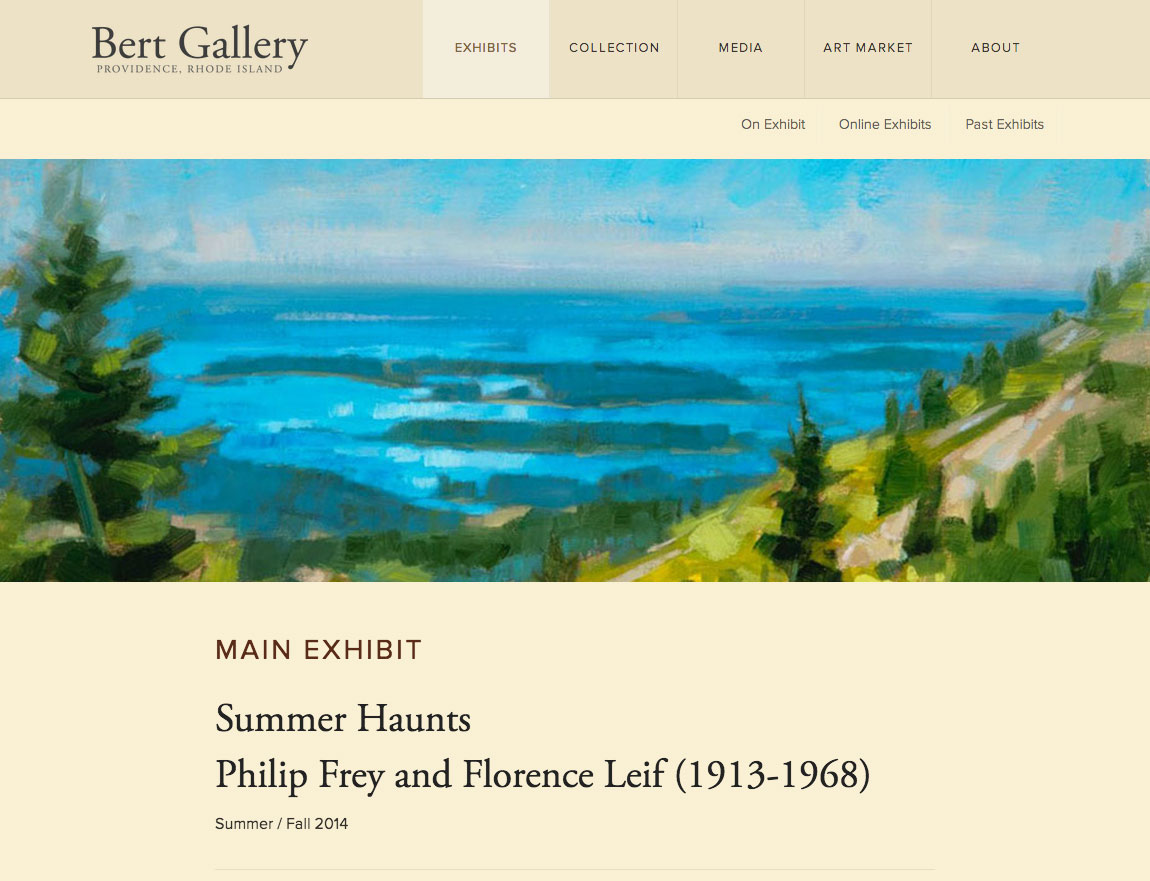 Bert Gallery
PROVIDENCE, RHODE ISLAND
EXHIBITS
COLLECTION
MEDIA
ART MARKET
ABOUT
On Exhibit
Online Exhibits
Past Exhibits
MAIN EXHIBIT
Summer Haunts
Philip Frey and Florence Leif (1913-1968)
Summer / Fall 2014